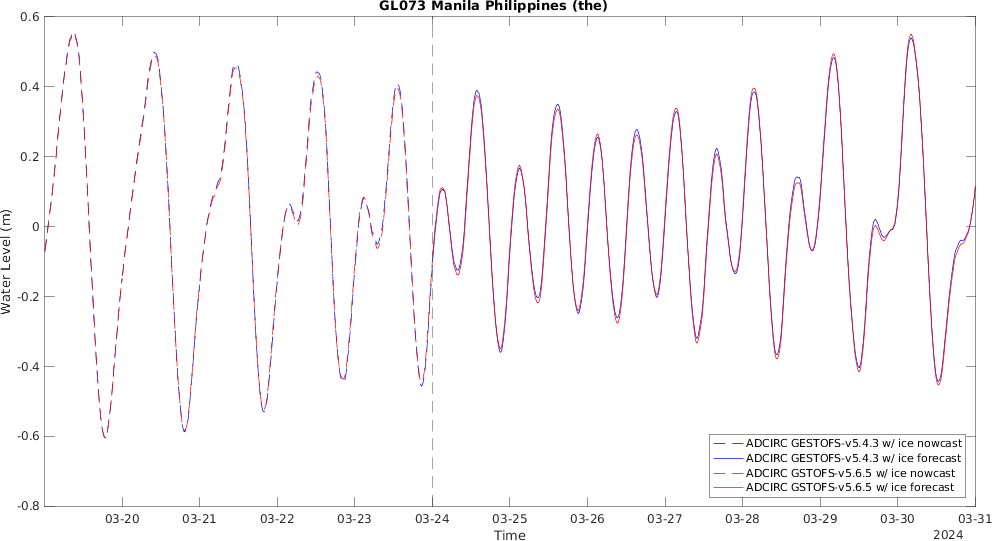 GL073 Manila Philippines (the)
Water Level (m)
0.6
0.4
0.2
0
-0.2
-0.4
-0.6
-0.8
ADCIRC GESTOFS-v5.4.3 w/ ice nowcast
ADCIRC GESTOFS-v5.4.3 w/ ice forecast
ADCIRC GSTOFS-v5.6.5 w/ ice nowcast
ADCIRC GSTOFS-v5.6.5 w/ ice forecast
03-20 03-21 03-22 03-23 03-24 03-25 03-26 03-27 03-28 03-29 03-30 03-31
Time
2024